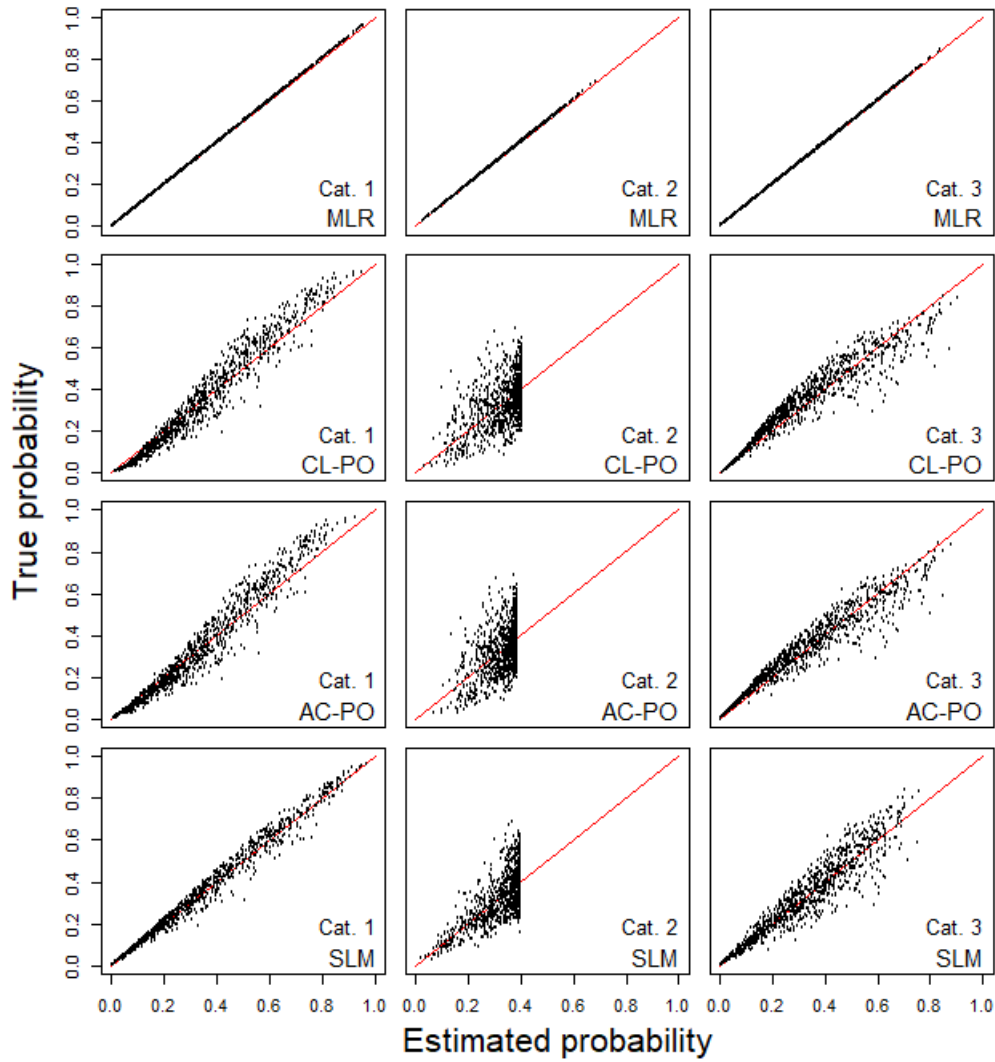 True probability
1.0
0.8
0.6
0.4
0.2
0.0
Cat. 1
MLR
Cat. 2
MLR
Cat. 3
MLR
1.0
0.8
0.6
0.4
0.2
0.0
Cat. 1
CL-PO
Cat. 2
CL-PO
Cat. 3
CL-PO
1.0
0.8
0.6
0.4
0.2
0.0
Cat. 1
AC-PO
Cat. 2
AC-PO
Cat. 3
AC-PO
1.0
0.8
0.6
0.4
0.2
0.0
Cat. 1
SLM
Cat. 2
SLM
Cat. 3
SLM
0.0 0.2 0.4 0.6 0.8 1.0
0.0 0.2 0.4 0.6 0.8 1.0
0.0 0.2 0.4 0.6 0.8 1.0
Estimated probability